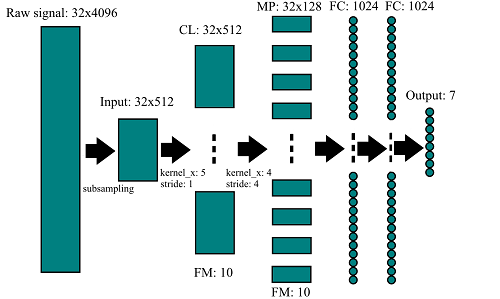 Raw signal: 32x4096
CL: 32x512
MP: 32x128
FC: 1024
FC: 1024
Input: 32x512
Output: 7
subsampling
kernel_x: 5
stride: 1
kernel_x: 4
stride: 4
FM: 10
FM: 10